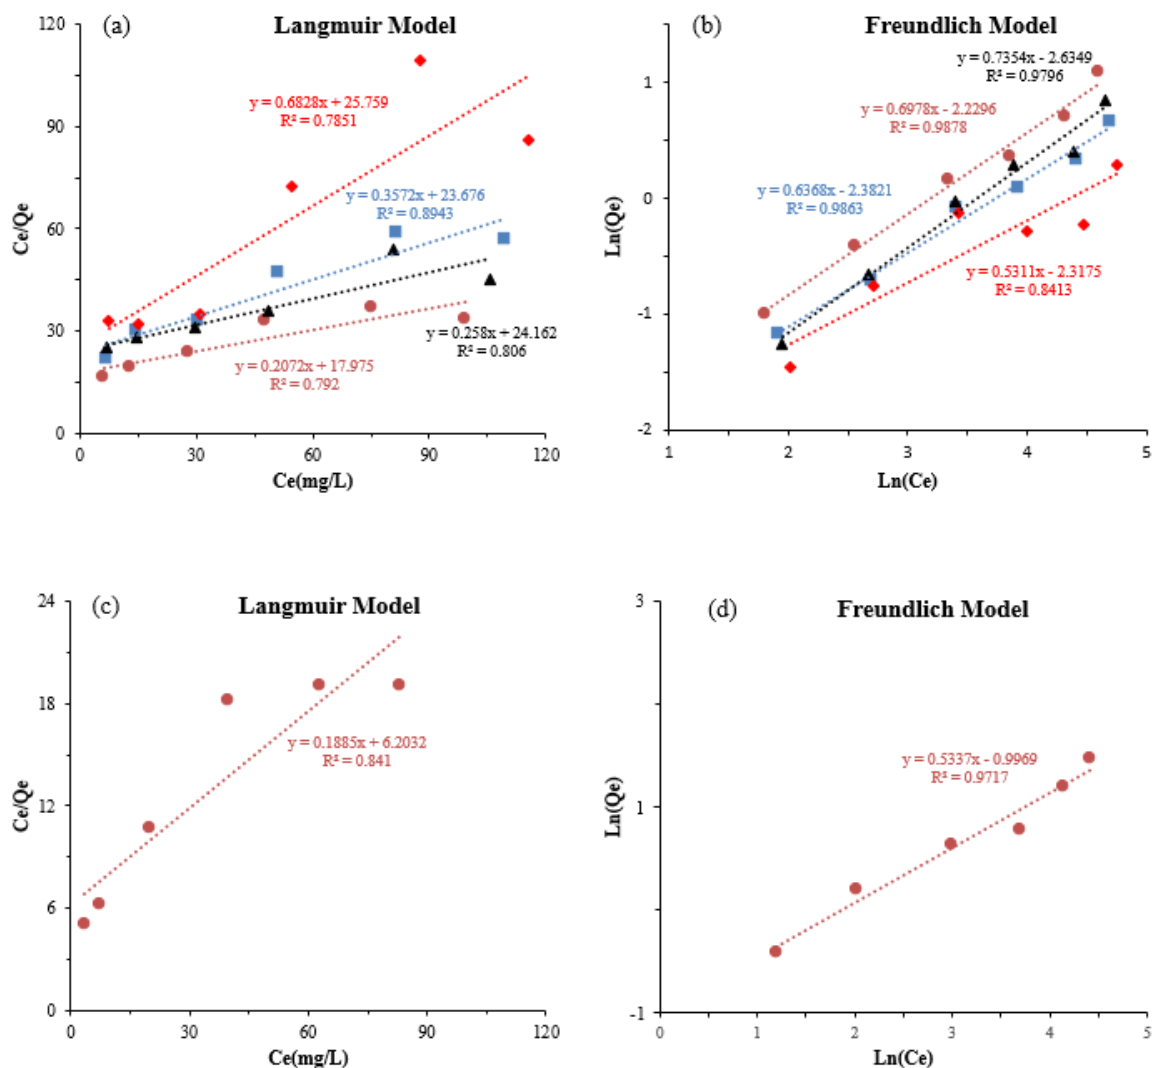 (a) Langmuir Model
120
90
60
30
0
Ce/Qe
y = 0.6828x + 25.759
R² = 0.7851
y = 0.3572x + 23.676
R² = 0.8943
y = 0.258x + 24.162
R² = 0.806
y = 0.2072x + 17.975
R² = 0.792
0 30 60 90 120
Ce(mg/L)
(b) Freundlich Model
1
0
-1
-2
Ln(Qe)
y = 0.7354x - 2.6349
R² = 0.9796
y = 0.6978x - 2.2296
R² = 0.9878
y = 0.6368x - 2.3821
R² = 0.9863
y = 0.5311x - 2.3175
R² = 0.8413
1 2 3 4 5
Ln(Ce)
(c) Langmuir Model
24
18
12
6
0
Ce/Qe
y = 0.1885x + 6.2032
R² = 0.841
0 30 60 90 120
Ce(mg/L)
(d) Freundlich Model
3
1
-1
Ln(Qe)
y = 0.5337x - 0.9969
R² = 0.9717
0 1 2 3 4 5
Ln(Ce)